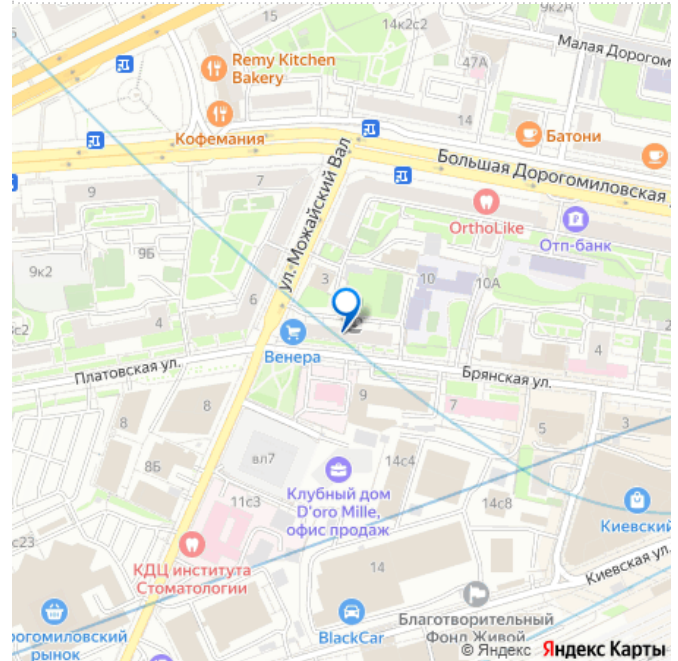 9к2А
15
14к2с2
5
47А
Малая Дорогом
Remy Kitchen
Bakery
14
Кофемания
Батони
ул. Можайский Вал
Большая Дорогомиловская
9
7
OrthoLike
Отп-банк
9Б
9к2
3
10
10А
6
4
Венера
4
Платовская ул.
Брянская ул.
9
7
8
8
5
3
вл7
14с4
8Б
Клубный дом
D'oro Mille,
офис продаж
11с3
14с8
Киевский
с23
КДЦ института
Стоматологии
14
Киевская ул.
рогомиловский
рынок
BlackCar
Благотворительный
Фонд Живой
© Яндекс Яндекс Карты